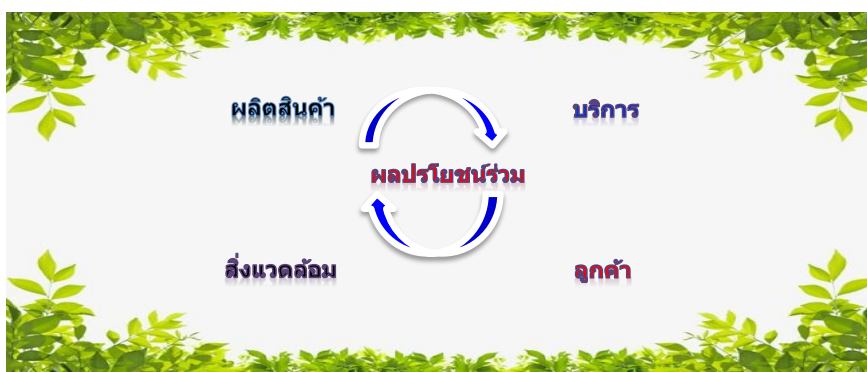 ผลิตสินค้า
บริการ
ผลปรโยชน์ร่วม
สิ่งแวดล้อม
ลูกค้า